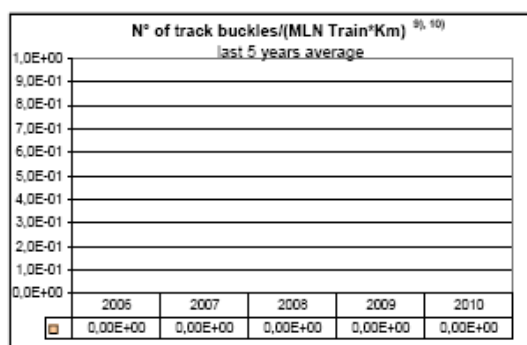 N° of track buckles/(MLN Train*Km) 9), 10)
last 5 years average
1,0E+00
9,0E-01
8,0E-01
7,0E-01
6,0E-01
5,0E-01
4,0E-01
3,0E-01
2,0E-01
1,0E-01
0,0E+00
2006 2007 2008 2009 2010
0,00E+00 0,00E+00 0,00E+00 0,00E+00 0,00E+00